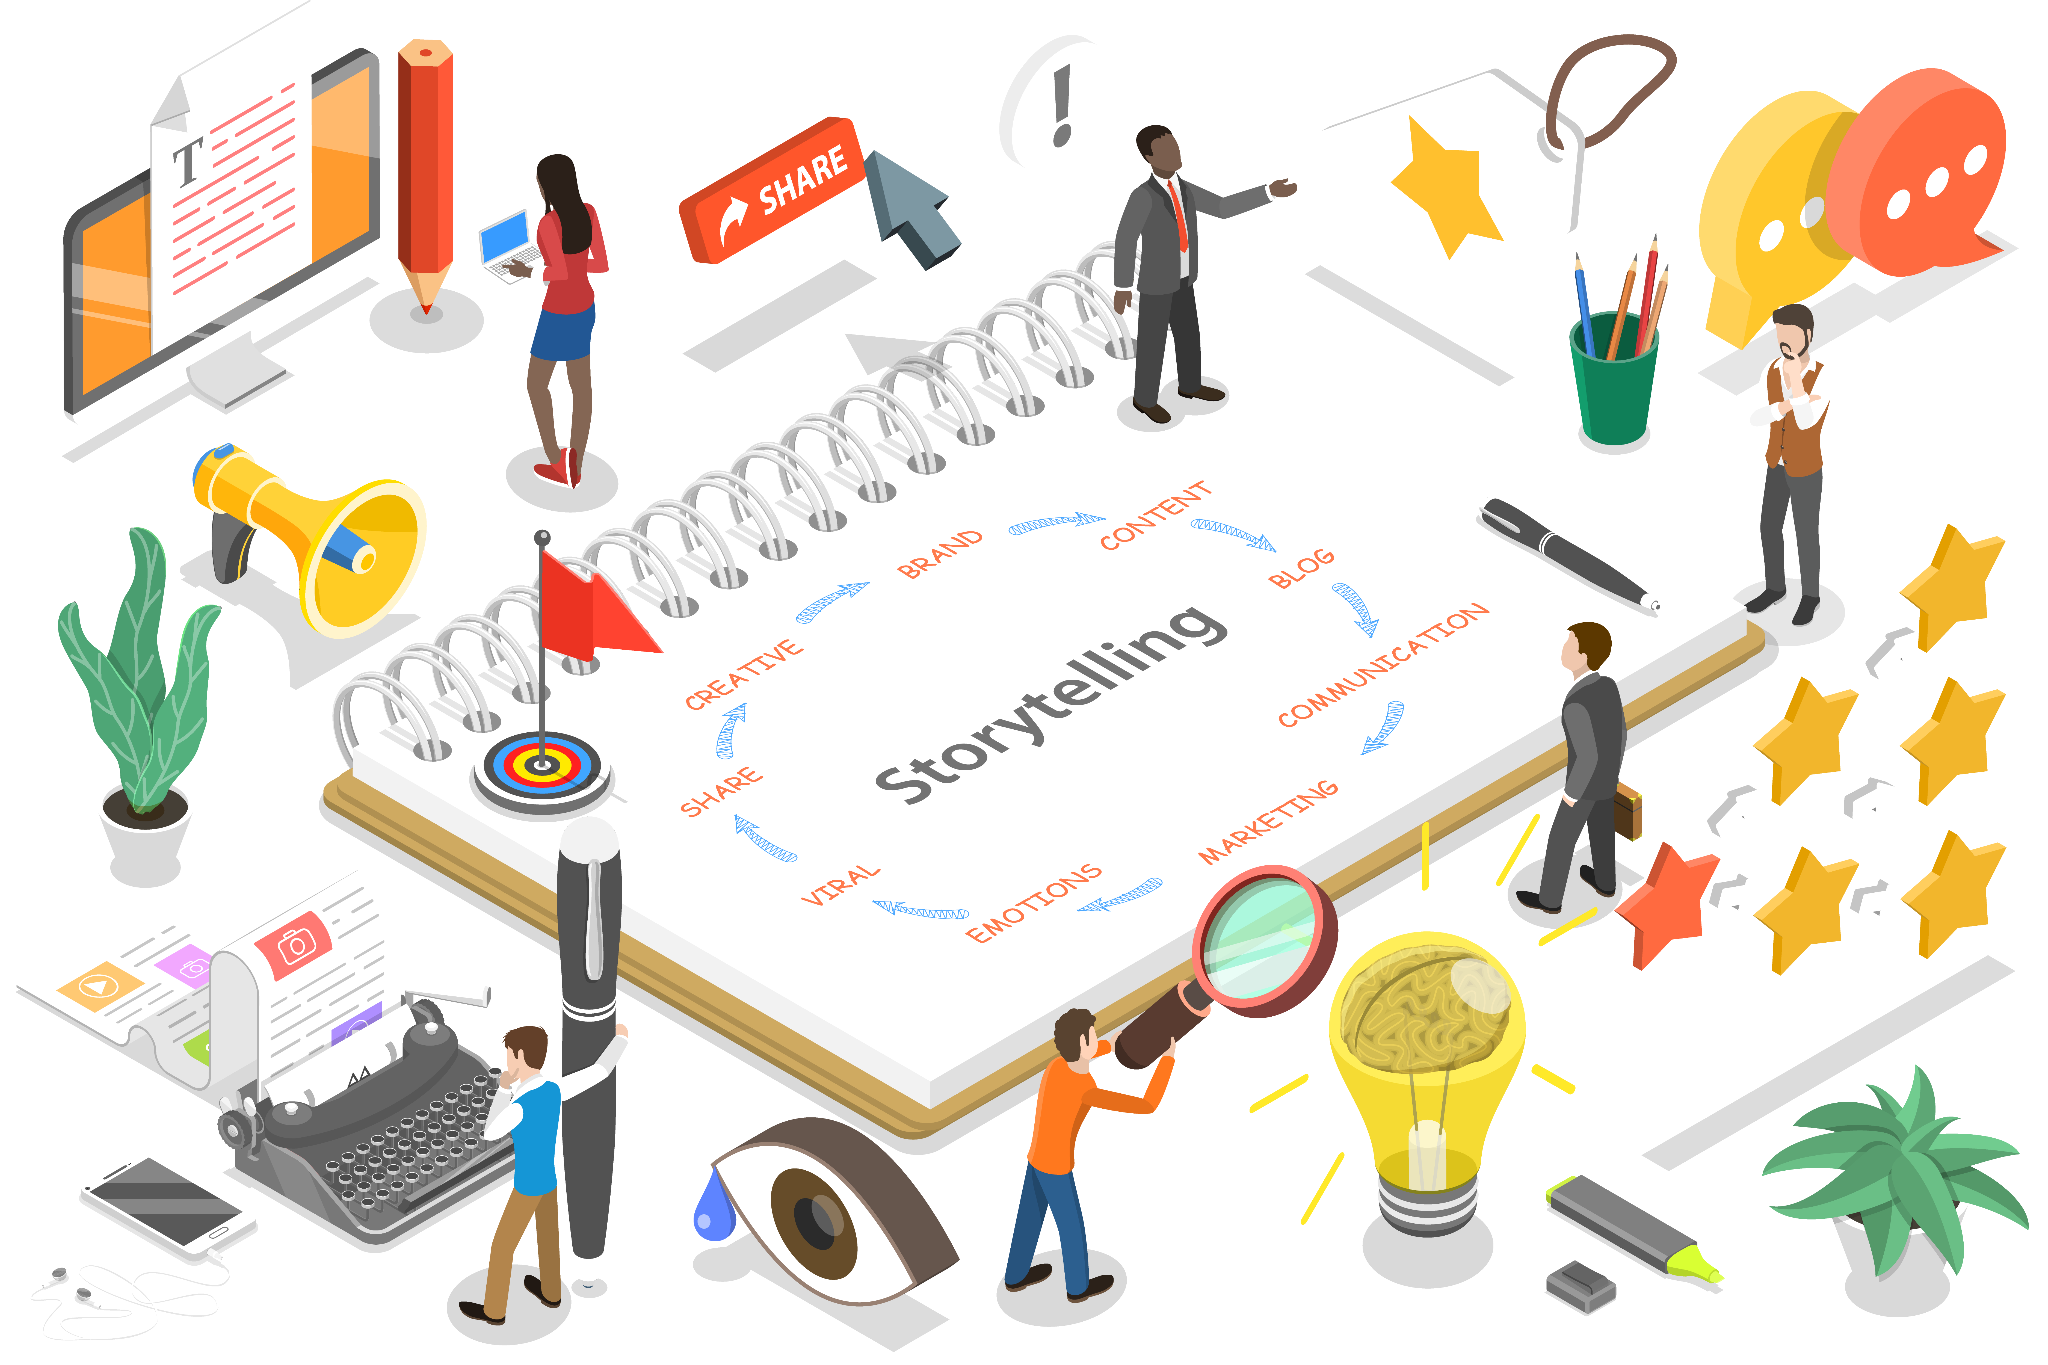 T
SHARE
!
BRAND
CONTENT
BLOG
CREATIVE
COMMUNICATION
Storytelling
SHARE
MARKETING
VIRAL
EMOTIONS